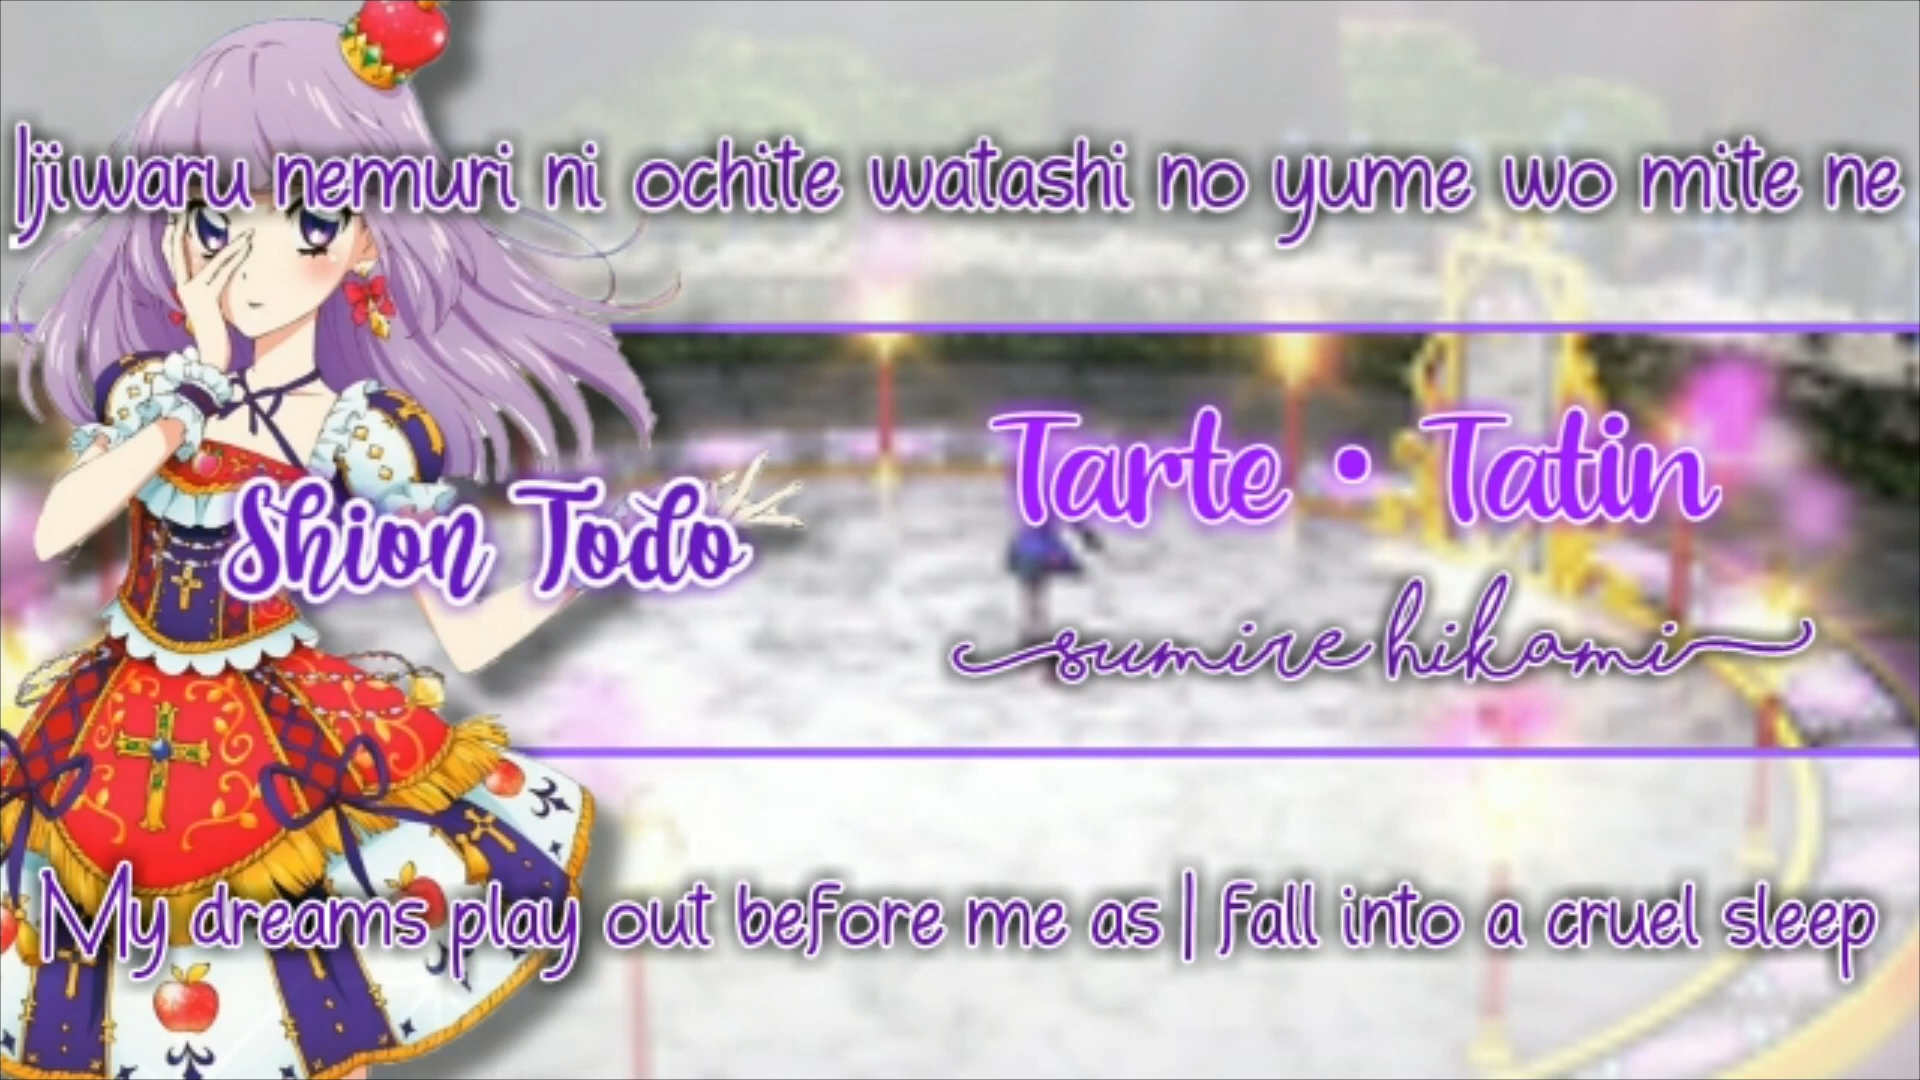 Ijiwaru nemuri ni ochite watashi no yume wo mite ne
Tarte • Tatin
Shion Todo
sumire hikami
My dreams play out before me as I fall into a cruel sleep